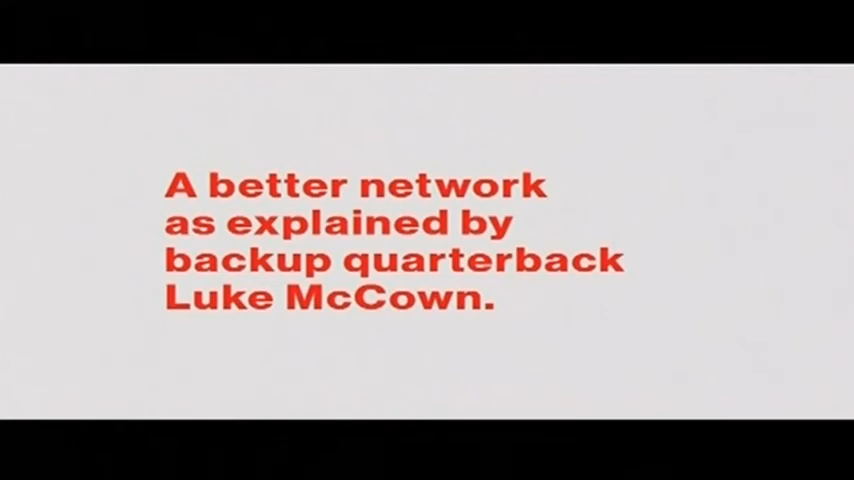 A better network
as explained by
backup quarterback
Luke McCown.